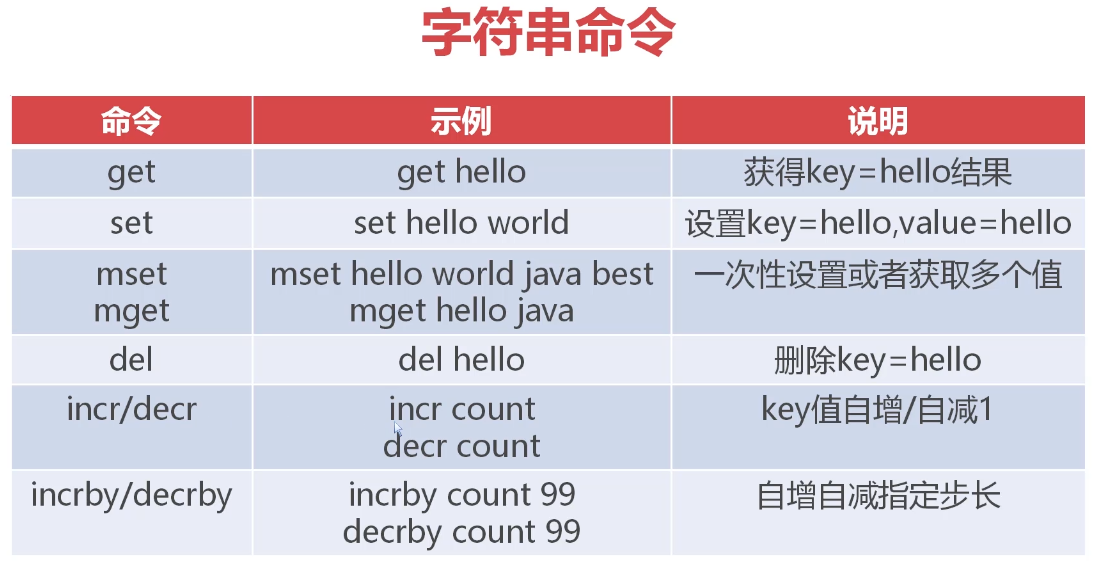 字符串命令
命令 示例 说明
get get hello 获得key=hello结果
set set hello world 设置key=hello,value=hello
mset mset hello world java best 一次性设置或者获取多个值
mget mget hello java
del del hello 删除key=hello
incr/decr incr count key值自增/自减1
decr count
incrby/decrby incrby count 99 自增自减指定步长
decrby count 99